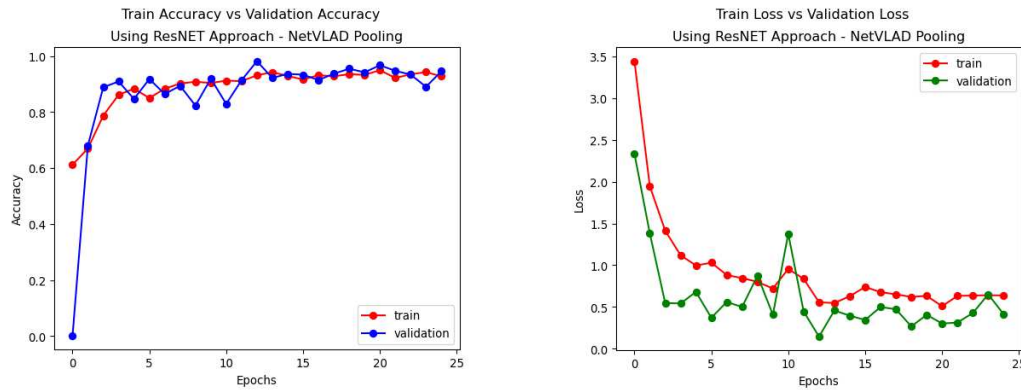 Train Accuracy vs Validation Accuracy
Using ResNET Approach - NetVLAD Pooling
1.0
0.8
0.6
0.4
0.2
0.0
Accuracy
train
validation
0 5 10 15 20 25
Epochs
Train Loss vs Validation Loss
Using ResNET Approach - NetVLAD Pooling
3.5
3.0
2.5
2.0
1.5
1.0
0.5
0.0
Loss
train
validation
0 5 10 15 20 25
Epochs